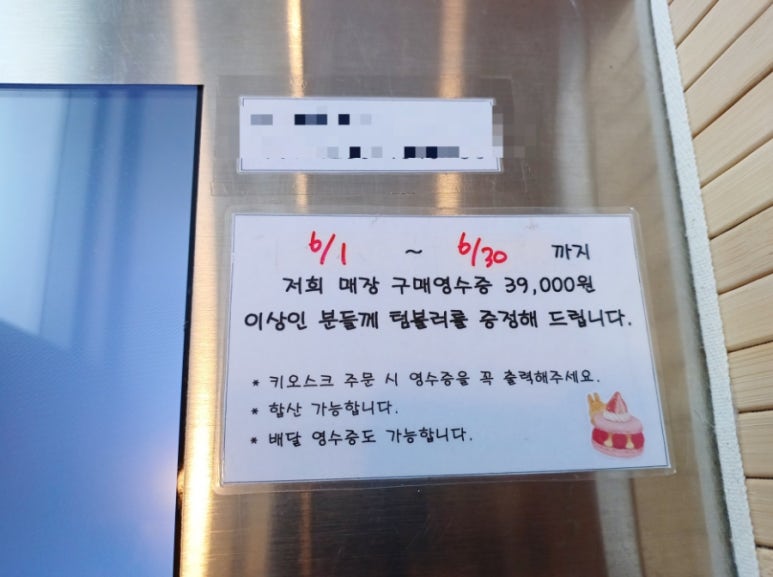 6/1 ~ 6/30 까지
저희 매장 구매영수증 39,000원
이상인 분들께 텀블러를 증정해 드립니다.
* 키오스크 주문 시 영수증을 꼭 출력해주세요.
* 합산 가능합니다.
* 배달 영수증도 가능합니다.